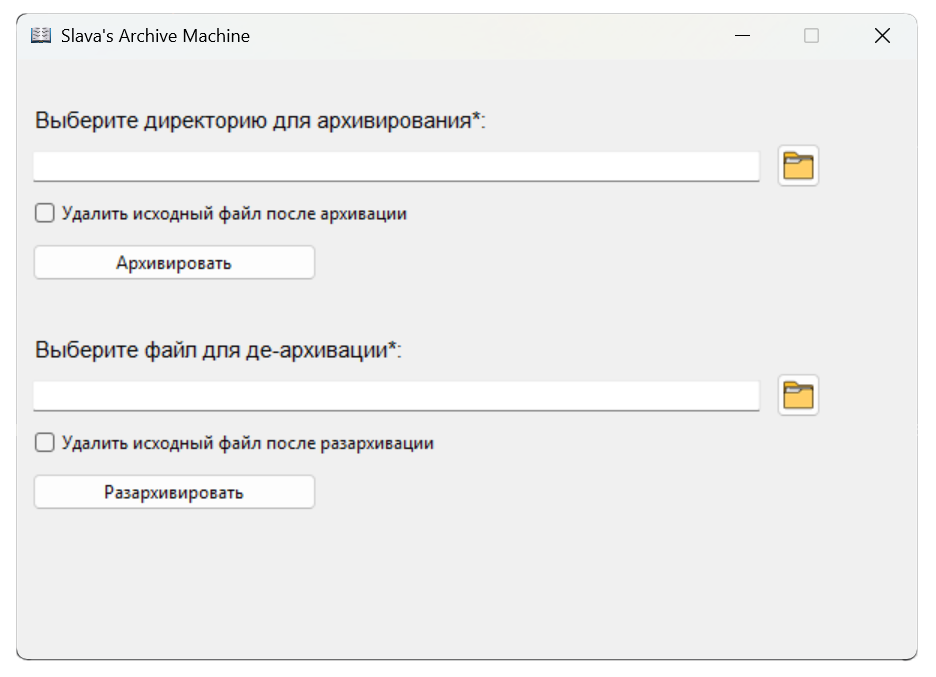 Slava's Archive Machine
Выберите директорию для архивирования*:
Удалить исходный файл после архивации
Архивировать
Выберите файл для де-архивации*:
Удалить исходный файл после разархивации
Разархивировать